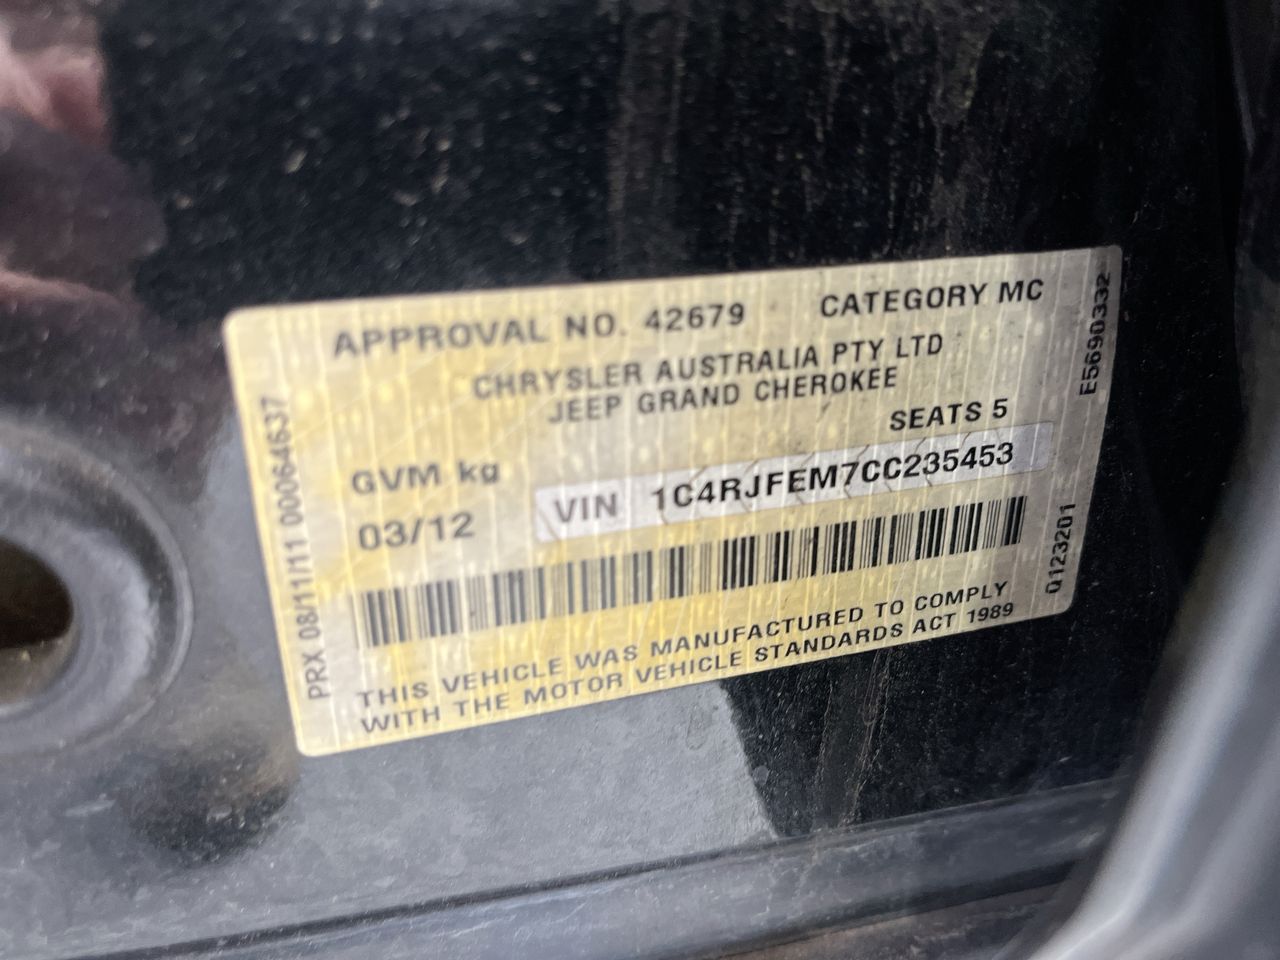 APPROVAL NO. 42679 CATEGORY MC
CHRYSLER AUSTRALIA PTY LTD
JEEP GRAND CHEROKEE
SEATS 5
GVM kg
VIN 1C4RJFEM7CC235453
03/12
THIS VEHICLE WAS MANUFACTURED TO COMPLY
WITH THE MOTOR VEHICLE STANDARDS ACT 1989
PRX 08/11/11 00064637
E5690332
Q123201